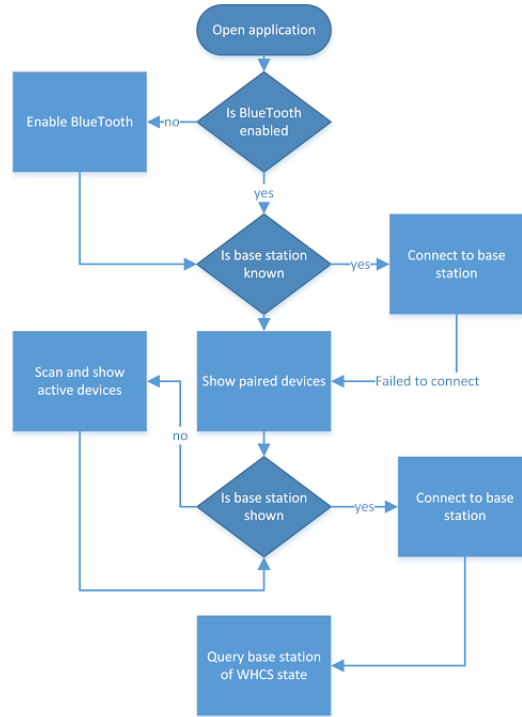 Open application
Is BlueTooth
enabled
no
Enable BlueTooth
yes
Is base station
known
yes
Connect to base
station
Scan and show
active devices
Show paired devices
Failed to connect
no
Is base station
shown
yes
Connect to base
station
Query base station
of WHCS state